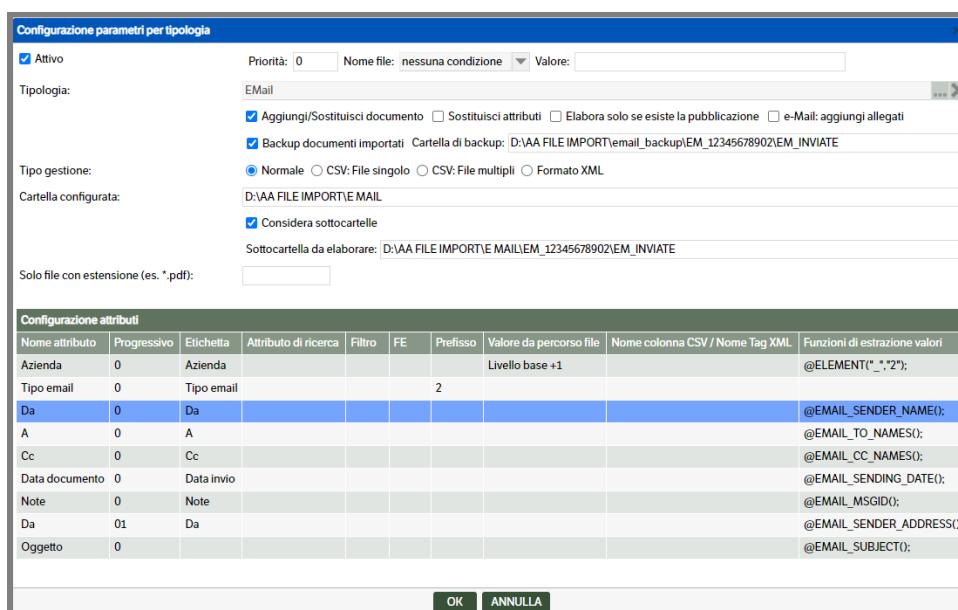 Configurazione parametri per tipologia
Attivo Priorità: 0 Nome file: nessuna condizione Valore:
Tipologia: EMail ...
Aggiungi/Sostituisci documento Sostituisci attributi Elabora solo se esiste la pubblicazione e-Mail: aggiungi allegati
Backup documenti importati Cartella di backup: D:\AA FILE IMPORT\email_backup\EM_12345678902\EM_INVIATE
Tipo gestione: Normale CSV: File singolo CSV: File multipli Formato XML
Cartella configurata: D:\AA FILE IMPORT\E MAIL
Considera sottocartelle
Sottocartella da elaborare: D:\AA FILE IMPORT\E MAIL\EM_12345678902\EM_INVIATE
Solo file con estensione (es. *.pdf):
Configurazione attributi
Nome attributo Progressivo Etichetta Attributo di ricerca Filtro FE Prefisso Valore da percorso file Nome colonna CSV / Nome Tag XML Funzioni di estrazione valori
Azienda 0 Azienda Livello base +1 @ELEMENT("_","2");
Tipo email 0 Tipo email 2
Da 0 Da @EMAIL_SENDER_NAME();
A 0 A @EMAIL_TO_NAMES();
Cc 0 Cc @EMAIL_CC_NAMES();
Data documento 0 Data invio @EMAIL_SENDING_DATE();
Note 0 Note @EMAIL_MSGID();
Da 01 Da @EMAIL_SENDER_ADDRESS()
Oggetto 0 @EMAIL_SUBJECT();
OK ANNULLA